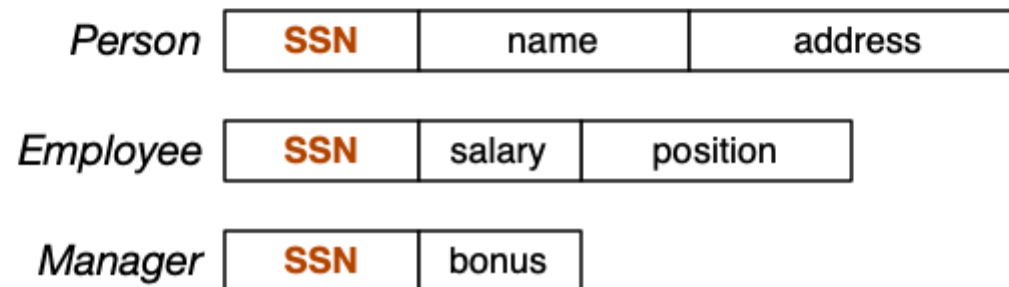 Person SSN name address
Employee SSN salary position
Manager SSN bonus